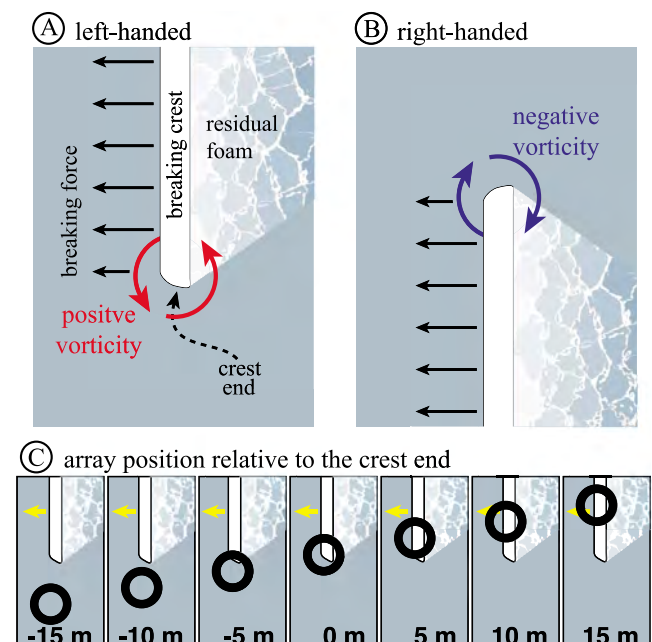 A left-handed
B right-handed
breaking force
breaking crest
residual
foam
positve
vorticity
crest
end
negative
vorticity
C array position relative to the crest end
-15 m -10 m -5 m 0 m 5 m 10 m 15 m